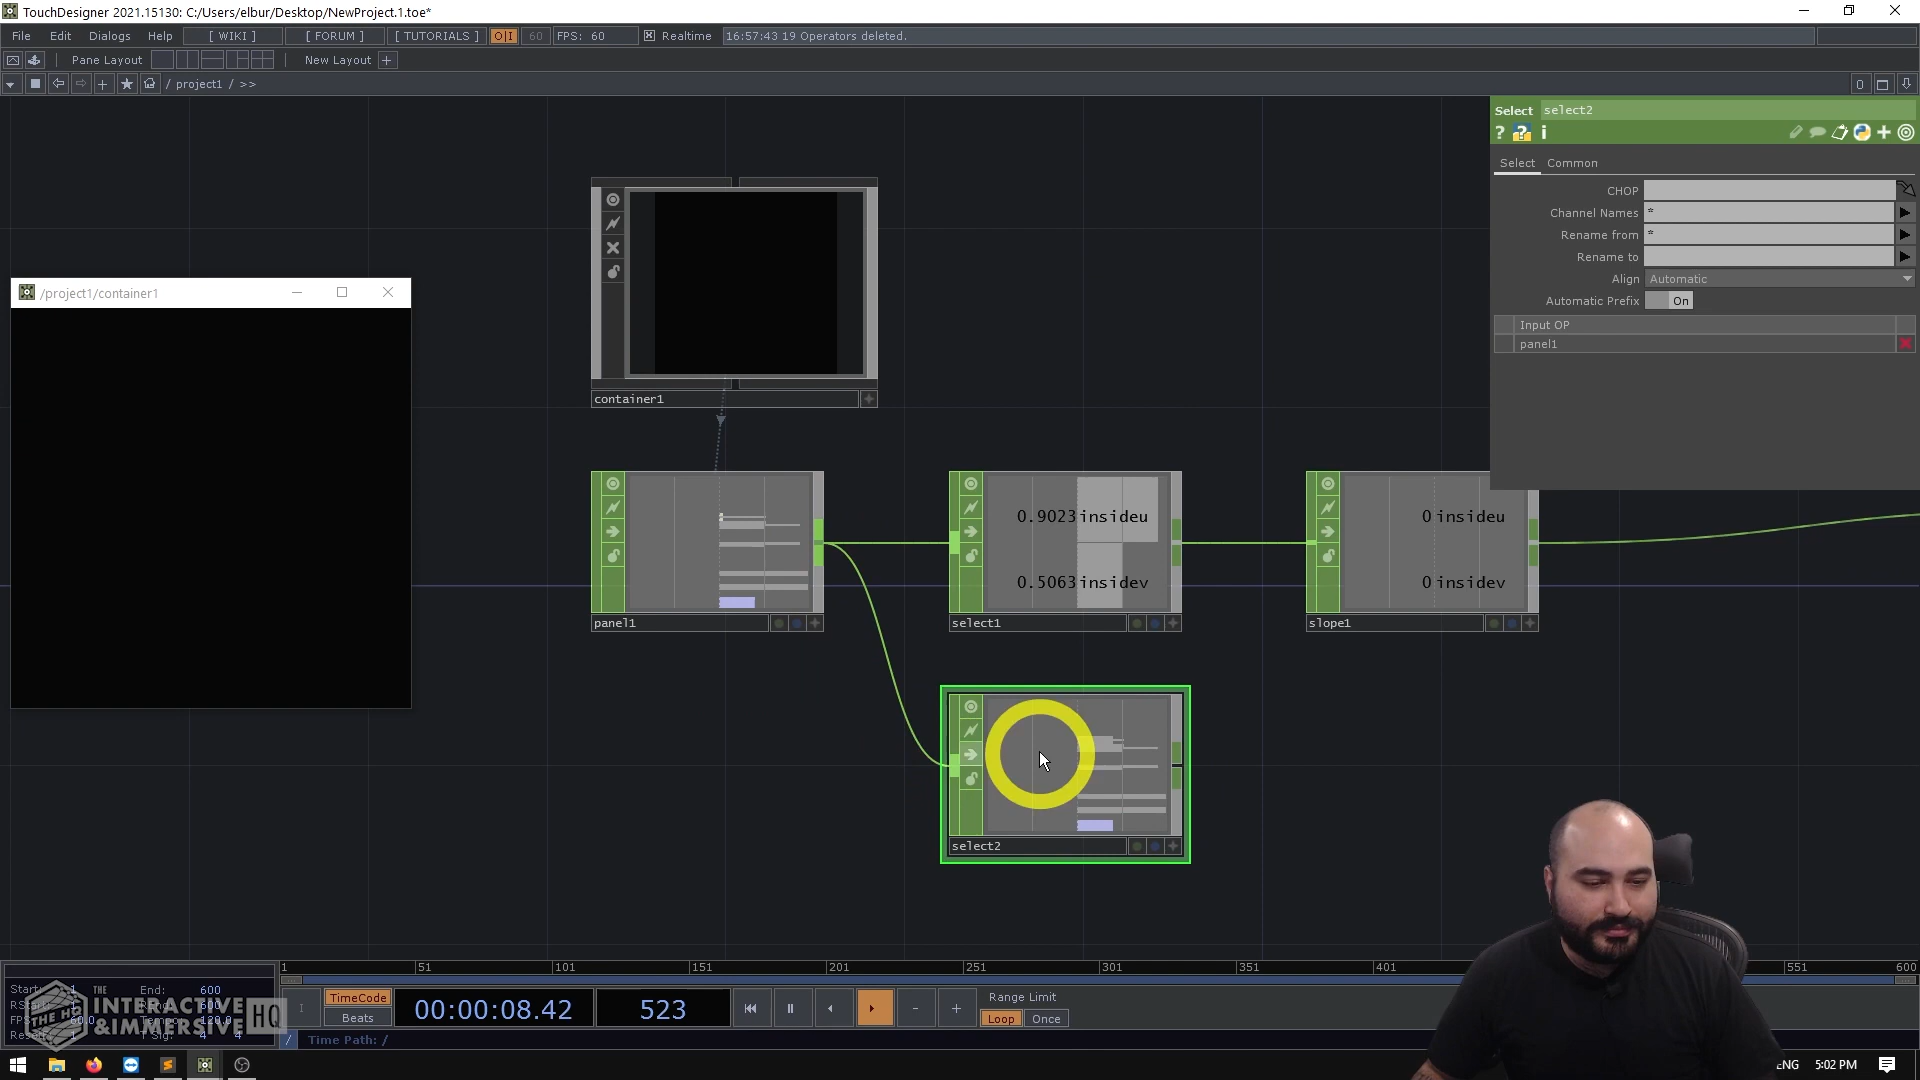 TouchDesigner 2021.15130: C:/Users/elbur/Desktop/NewProject.1.toe*
File Edit Dialogs Help [ WIKI ] [ FORUM ] [ TUTORIALS ] O|I 60 FPS: 60 Realtime 16:57:43 19 Operators deleted.
Pane Layout New Layout +
/ project1 / >> 0
Select select2
? ? i
Select Common
CHOP
Channel Names *
Rename from *
Rename to
Align Automatic
Automatic Prefix On
Input OP
panel1
/project1/container1
container1
0.9023 insideu
0.5063 insidev
0 insideu
0 insidev
panel1
select1
slope1
select2
1 51 101 151 201 251 301 351 401 551 600
End: 600
TimeCode
Beats
00:00:08.42
523
Range Limit
Loop Once
THE
INTERACTIVE
& IMMERSIVE
HQ
THE HQ
/ Time Path: /
ENG 5:02 PM